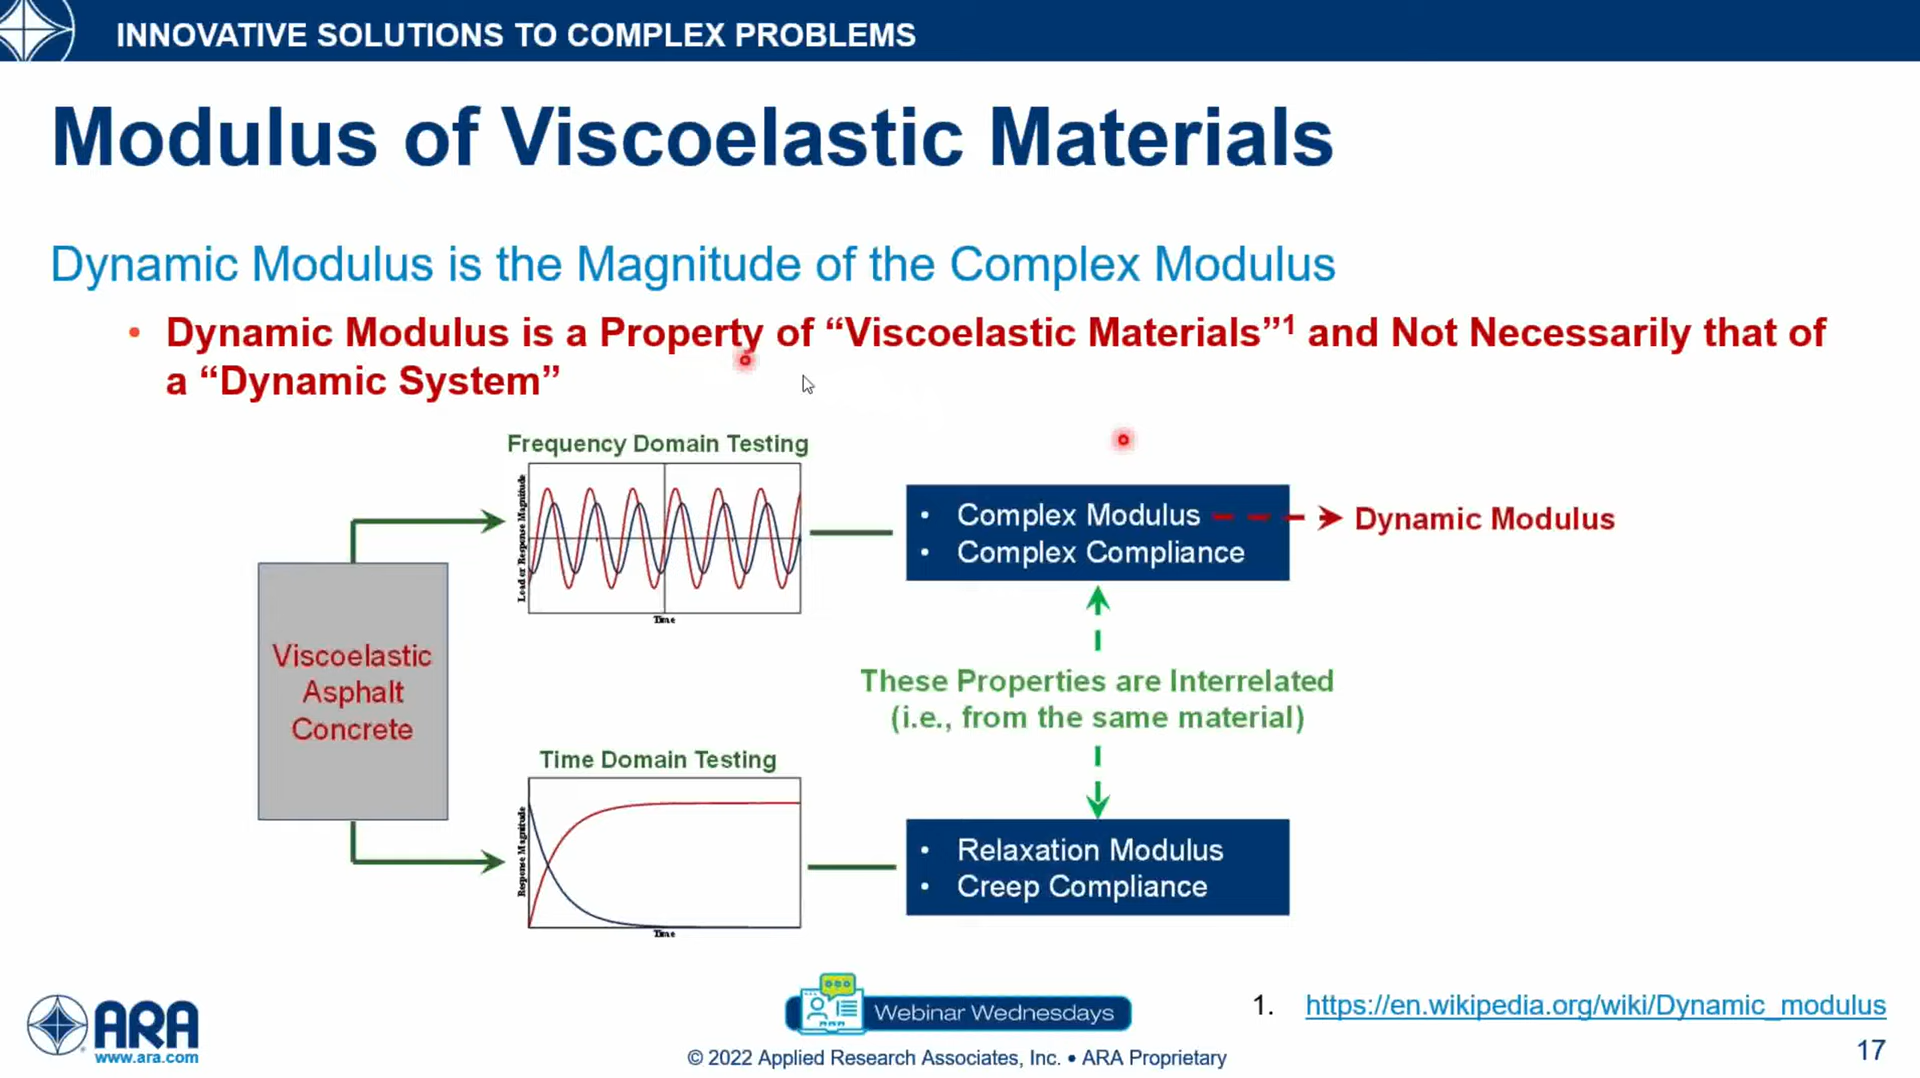 INNOVATIVE SOLUTIONS TO COMPLEX PROBLEMS
Modulus of Viscoelastic Materials
Dynamic Modulus is the Magnitude of the Complex Modulus
• Dynamic Modulus is a Property of “Viscoelastic Materials”¹ and Not Necessarily that of
a “Dynamic System”
Frequency Domain Testing
Load or Response Magnitude
Time
• Complex Modulus
• Complex Compliance
Dynamic Modulus
Viscoelastic
Asphalt
Concrete
These Properties are Interrelated
(i.e., from the same material)
Time Domain Testing
Response Magnitude
Time
• Relaxation Modulus
• Creep Compliance
ARA
www.ara.com
Webinar Wednesdays
1. https://en.wikipedia.org/wiki/Dynamic_modulus
© 2022 Applied Research Associates, Inc. • ARA Proprietary
17